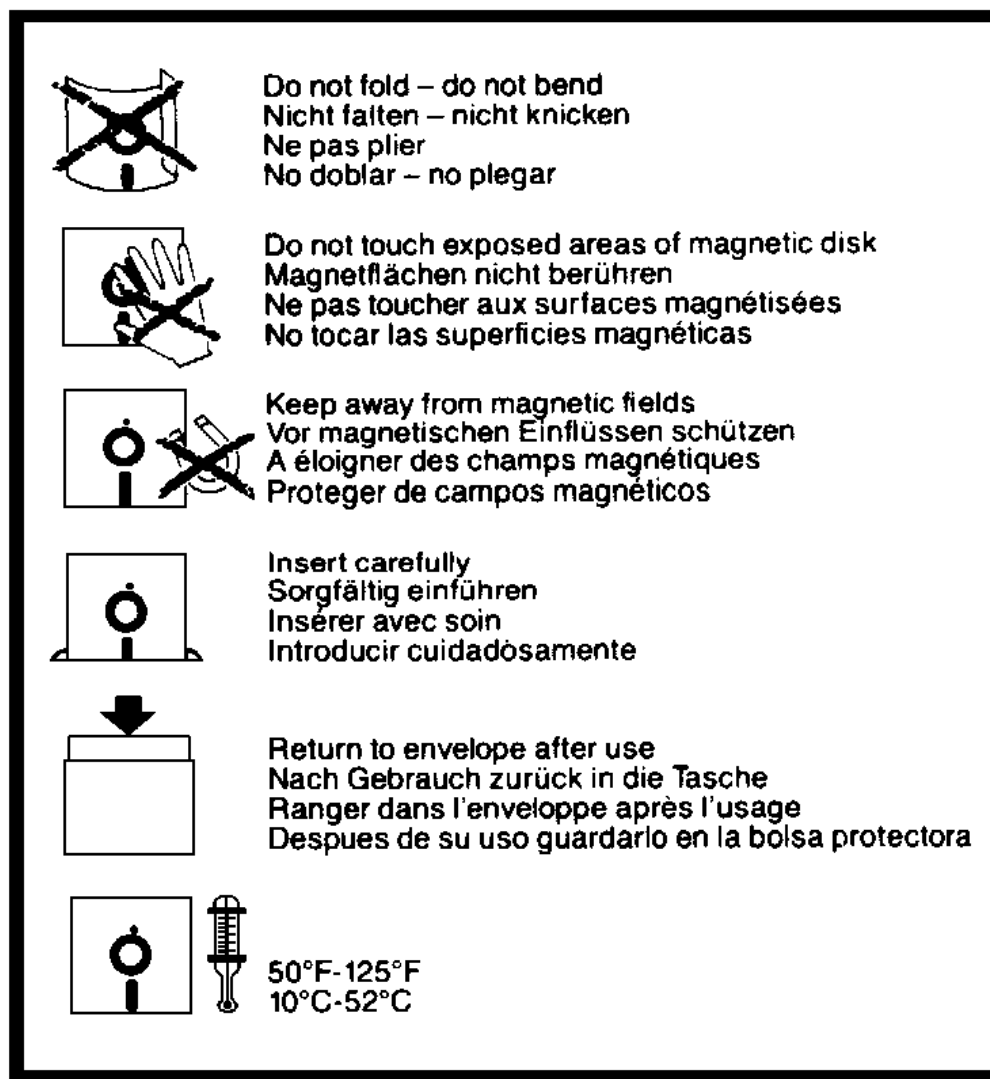 Do not fold – do not bend
Nicht falten – nicht knicken
Ne pas plier
No doblar – no plegar
Do not touch exposed areas of magnetic disk
Magnetflächen nicht berühren
Ne pas toucher aux surfaces magnétisées
No tocar las superficies magnéticas
Keep away from magnetic fields
Vor magnetischen Einflüssen schützen
A éloigner des champs magnétiques
Proteger de campos magnéticos
Insert carefully
Sorgfältig einführen
Insérer avec soin
Introducir cuidadosamente
Return to envelope after use
Nach Gebrauch zurück in die Tasche
Ranger dans l'enveloppe après l'usage
Despues de su uso guardarlo en la bolsa protectora
50°F-125°F
10°C-52°C